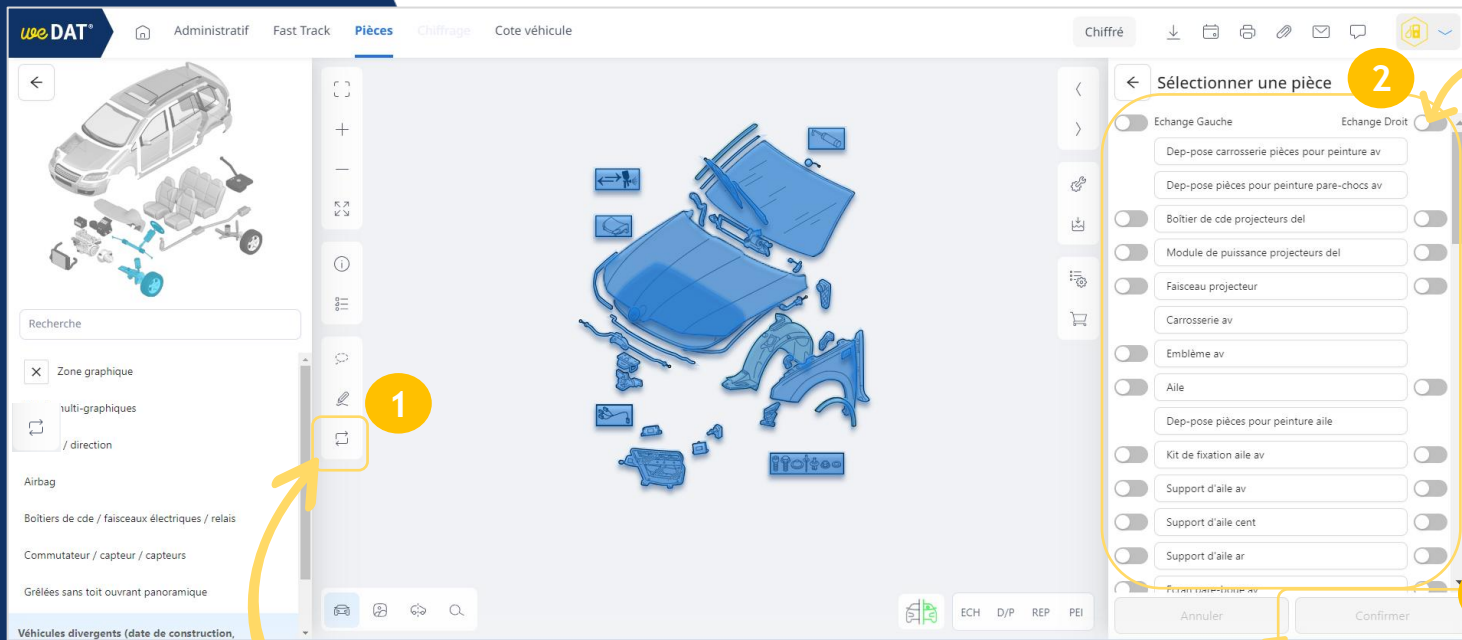 we DAT®
Administratif Fast Track Pièces Chiffrage Cote véhicule
Chiffré
Sélectionner une pièce
2
Echange Gauche Echange Droit
Dep-pose carrosserie pièces pour peinture av
Dep-pose pièces pour peinture pare-chocs av
Boîtier de cde projecteurs del
Module de puissance projecteurs del
Faisceau projecteur
Carrosserie av
Emblème av
Aile
Dep-pose pièces pour peinture aile
Kit de fixation aile av
Support d'aile av
Support d'aile cent
Support d'aile ar
Ecran pare-boue av
Annuler Confirmer
Recherche
Zone graphique
multi-graphiques
/ direction
Airbag
Boîtiers de cde / faisceaux électriques / relais
Commutateur / capteur / capteurs
Grêlées sans toit ouvrant panoramique
Véhicules divergents (date de construction,
1
ECH D/P REP PEI